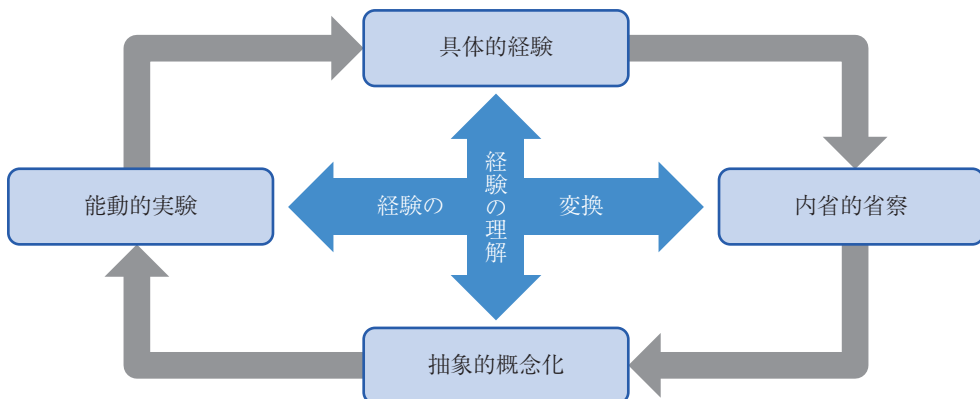 具体的経験
経験の理解
能動的実験
経験の 変換
内省的省察
抽象的概念化